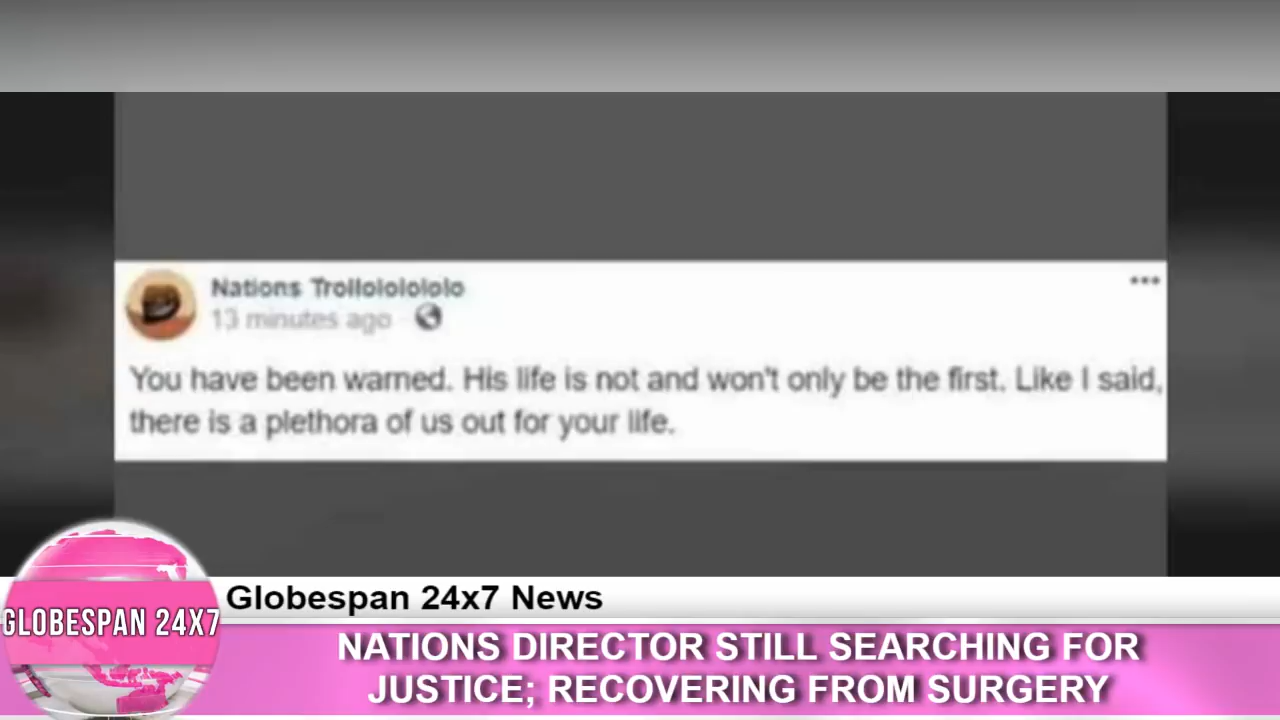 Nations Trollolololololo
13 minutes ago
You have been warned. His life is not and won't only be the first. Like I said,
there is a plethora of us out for your life.
GLOBESPAN 24X7
Globespan 24x7 News
NATIONS DIRECTOR STILL SEARCHING FOR
JUSTICE; RECOVERING FROM SURGERY